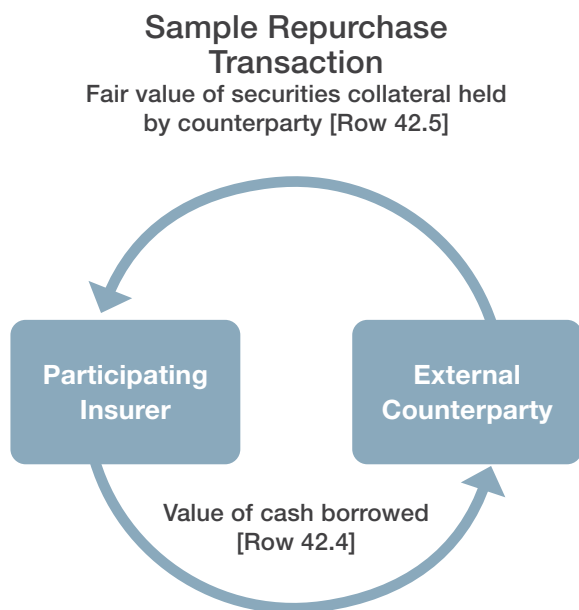 Sample Repurchase
Transaction
Fair value of securities collateral held
by counterparty [Row 42.5]
Participating
Insurer
External
Counterparty
Value of cash borrowed
[Row 42.4]